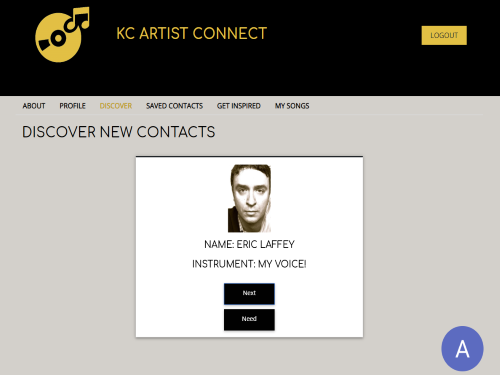 KC ARTIST CONNECT
LOGOUT
ABOUT PROFILE DISCOVER SAVED CONTACTS GET INSPIRED MY SONGS
DISCOVER NEW CONTACTS
NAME: ERIC LAFFEY
INSTRUMENT: MY VOICE!
Next
Need
A